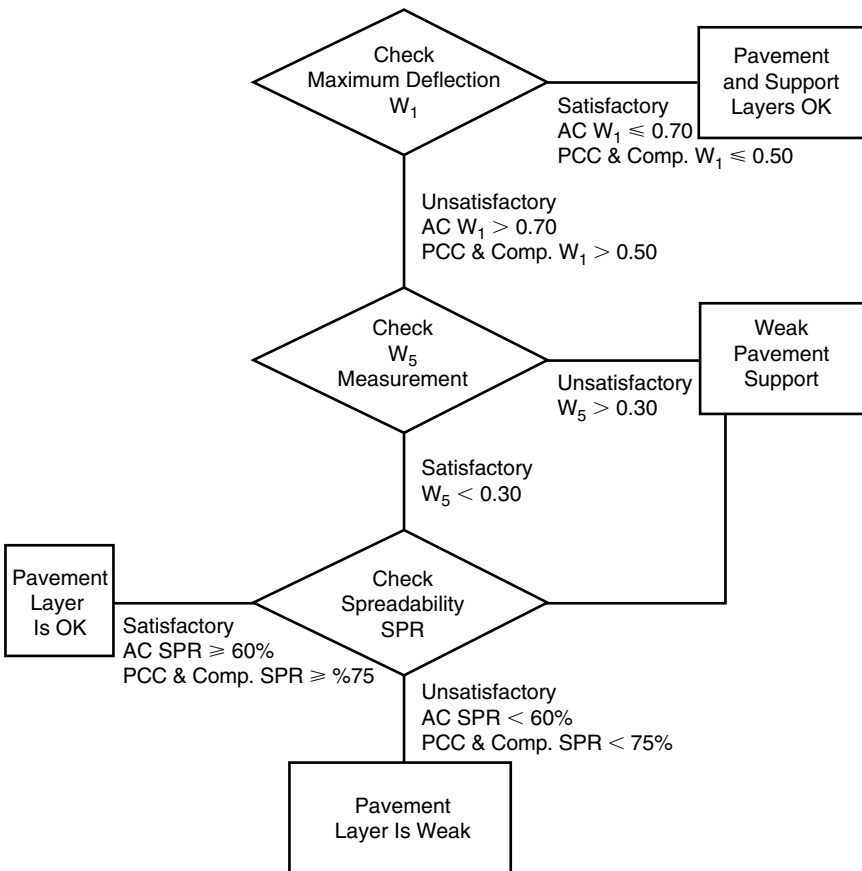 Check
Maximum Deflection
W₁
Pavement
and Support
Layers OK
Satisfactory
AC W₁ ≤ 0.70
PCC & Comp. W₁ ≤ 0.50
Unsatisfactory
AC W₁ > 0.70
PCC & Comp. W₁ > 0.50
Check
W₅
Measurement
Weak
Pavement
Support
Unsatisfactory
W₅ > 0.30
Satisfactory
W₅ < 0.30
Pavement
Layer
Is OK
Check
Spreadability
SPR
Satisfactory
AC SPR ≥ 60%
PCC & Comp. SPR ≥ %75
Unsatisfactory
AC SPR < 60%
PCC & Comp. SPR < 75%
Pavement
Layer Is Weak